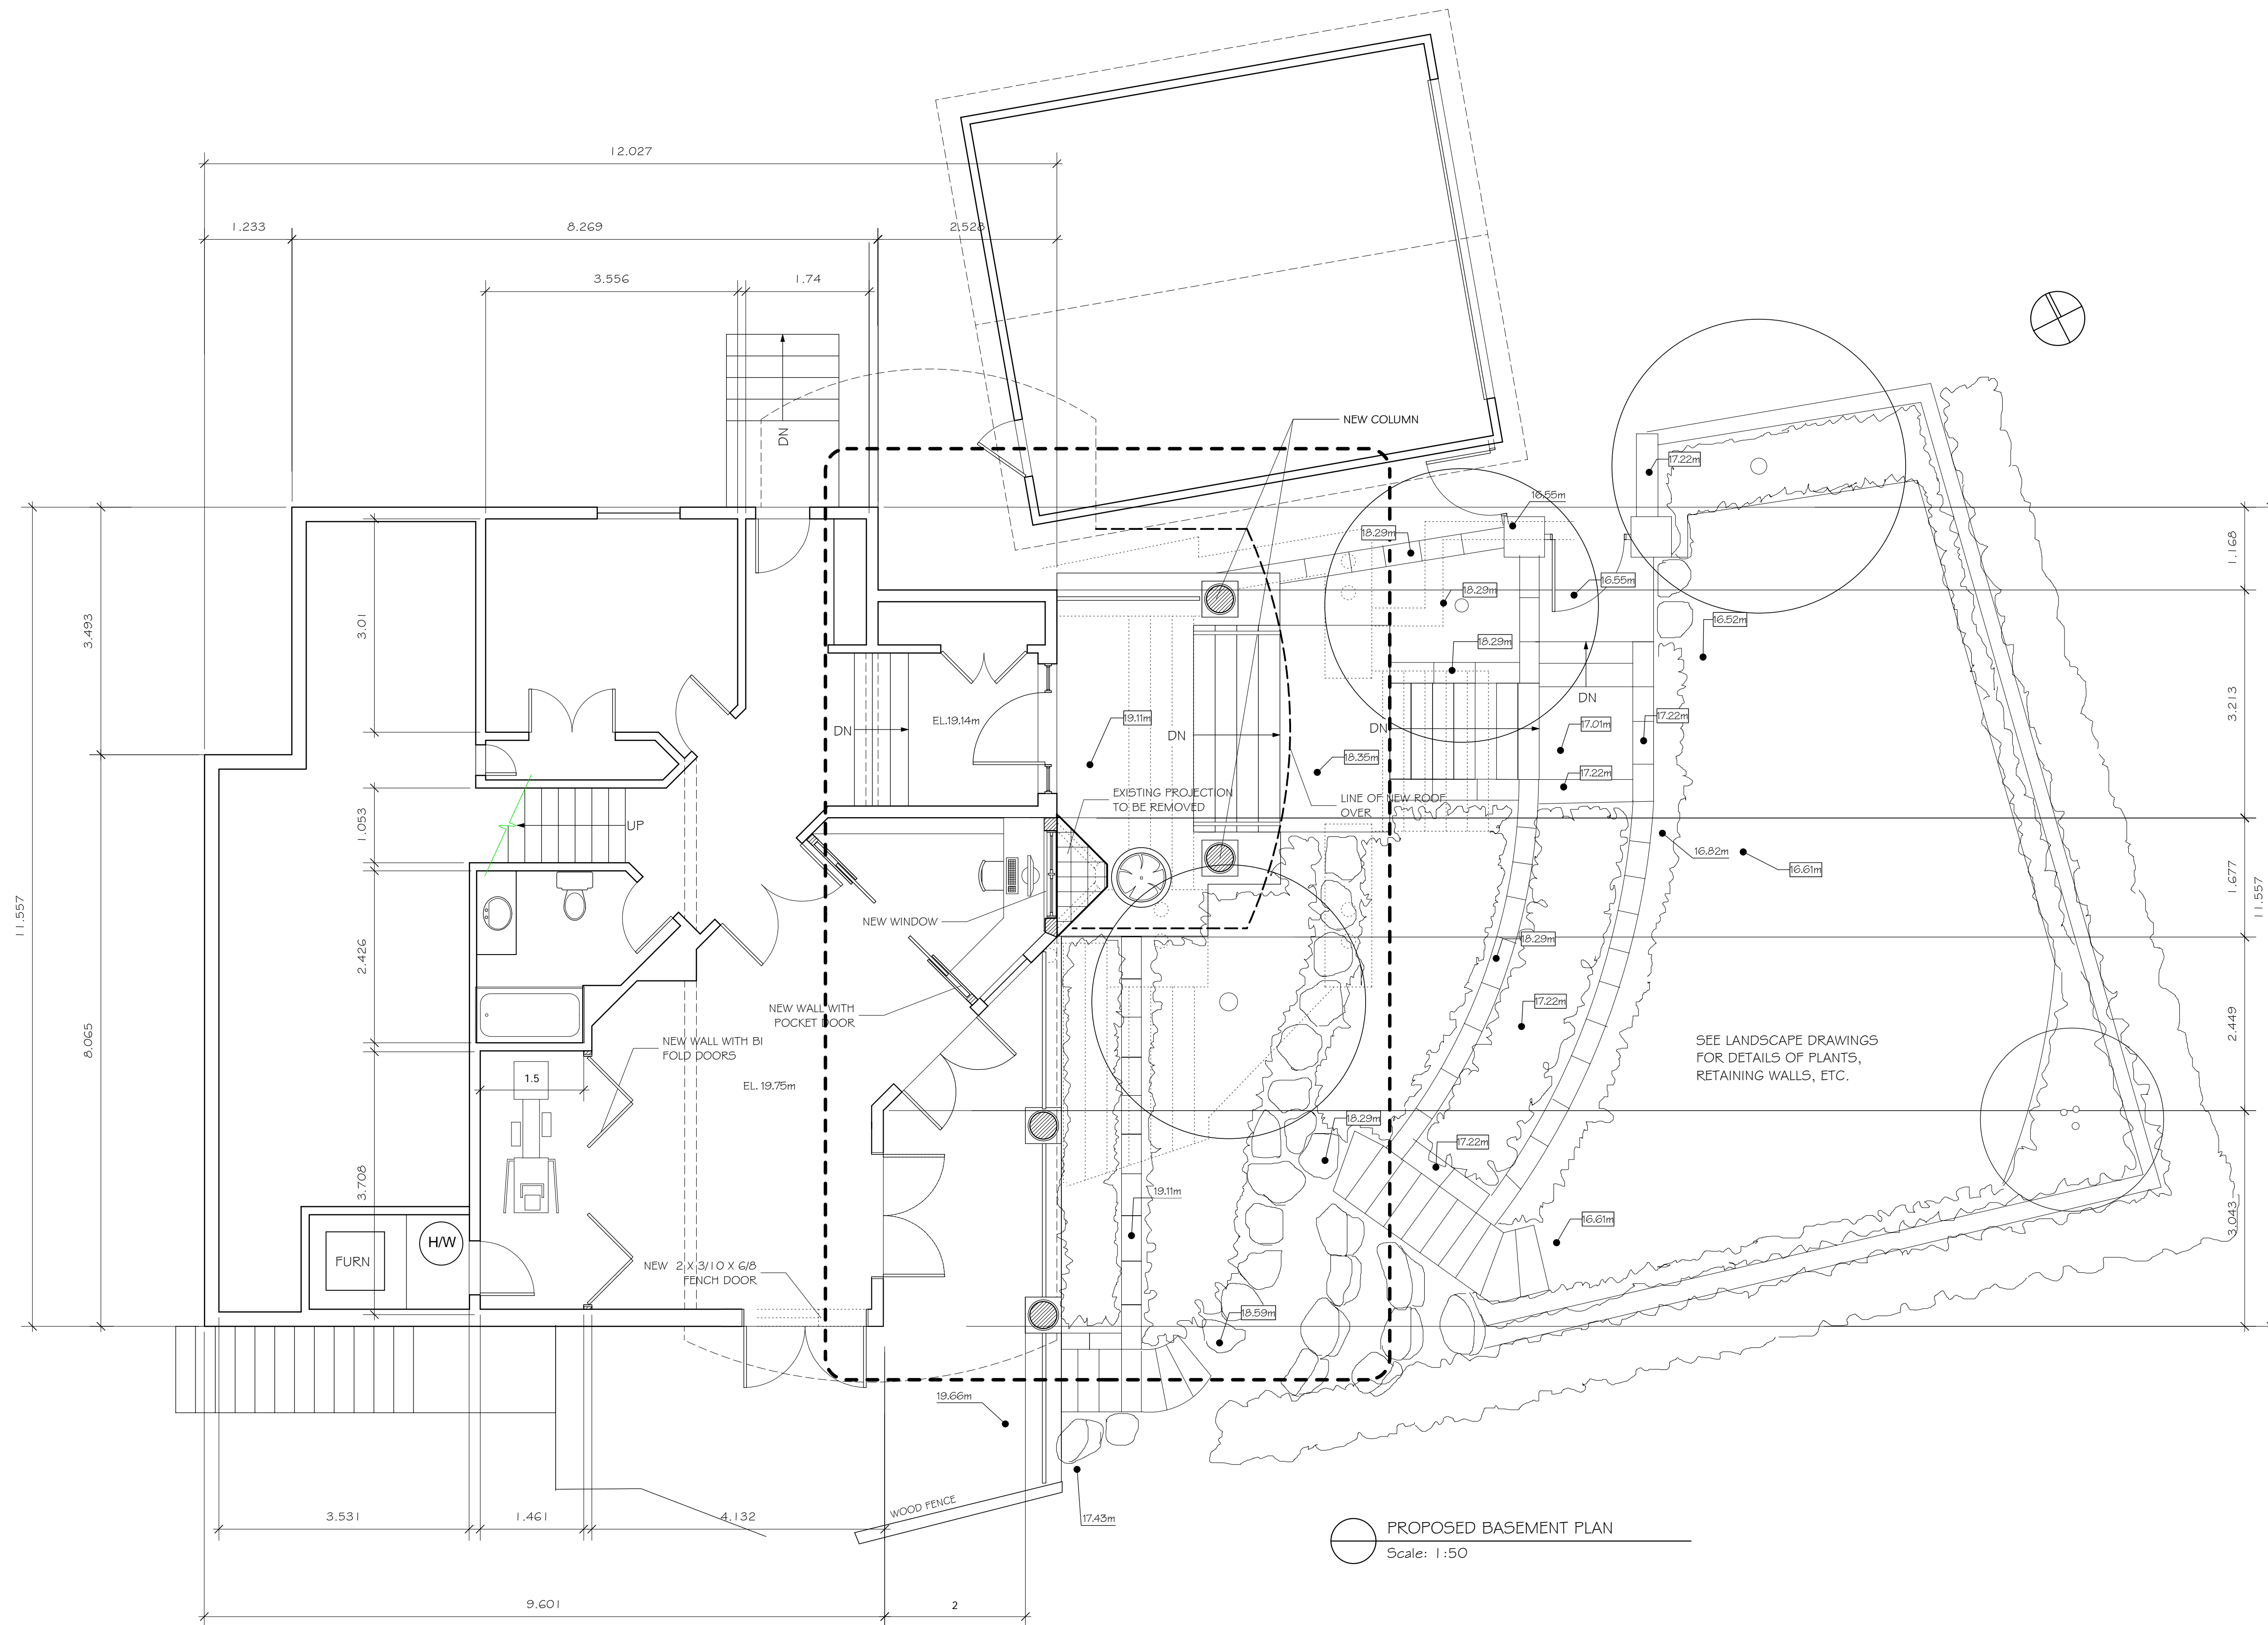 12.027
1.233
8.269
2.528
3.556
1.74
DN
NEW COLUMN
17.22m
16.55m
18.29m
1.168
16.55m
18.29m
16.52m
3.493
3.01
18.29m
DN
3.213
EL.19.14m
19.11m
17.22m
17.01m
DN
DN
DN
18.35m
17.22m
EXISTING PROJECTION
TO BE REMOVED
LINE OF NEW ROOF
OVER
1.053
UP
16.82m
16.61m
1.677
11.557
11.557
NEW WINDOW
2.426
18.29m
17.22m
NEW WALL WITH
POCKET DOOR
8.065
NEW WALL WITH BI
FOLD DOORS
SEE LANDSCAPE DRAWINGS
FOR DETAILS OF PLANTS,
RETAINING WALLS, ETC.
2.449
1.5
EL. 19.75m
18.29m
17.22m
3.708
19.11m
16.61m
3.043
H/W
FURN
NEW  2 X 3/10 X 6/8
FENCH DOOR
18.59m
19.66m
WOOD FENCE
17.43m
3.531
1.461
4.132
PROPOSED BASEMENT PLAN
Scale: 1:50
9.601
2